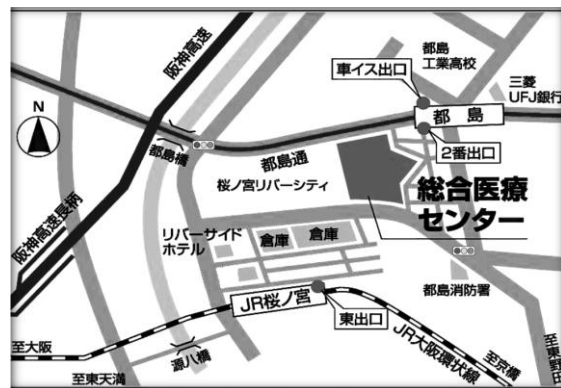 阪神高速
都島
工業高校
車イス出口
三菱
UFJ銀行
N
都島
都島橋
2番出口
都島通
桜ノ宮リバーシティ
総合医療
センター
阪神高速長柄
リバーサイド
ホテル
倉庫
倉庫
都島消防署
JR桜ノ宮
東出口
至大阪
源八橋
JR大阪環状線
至京橋
至東野田
至東天満